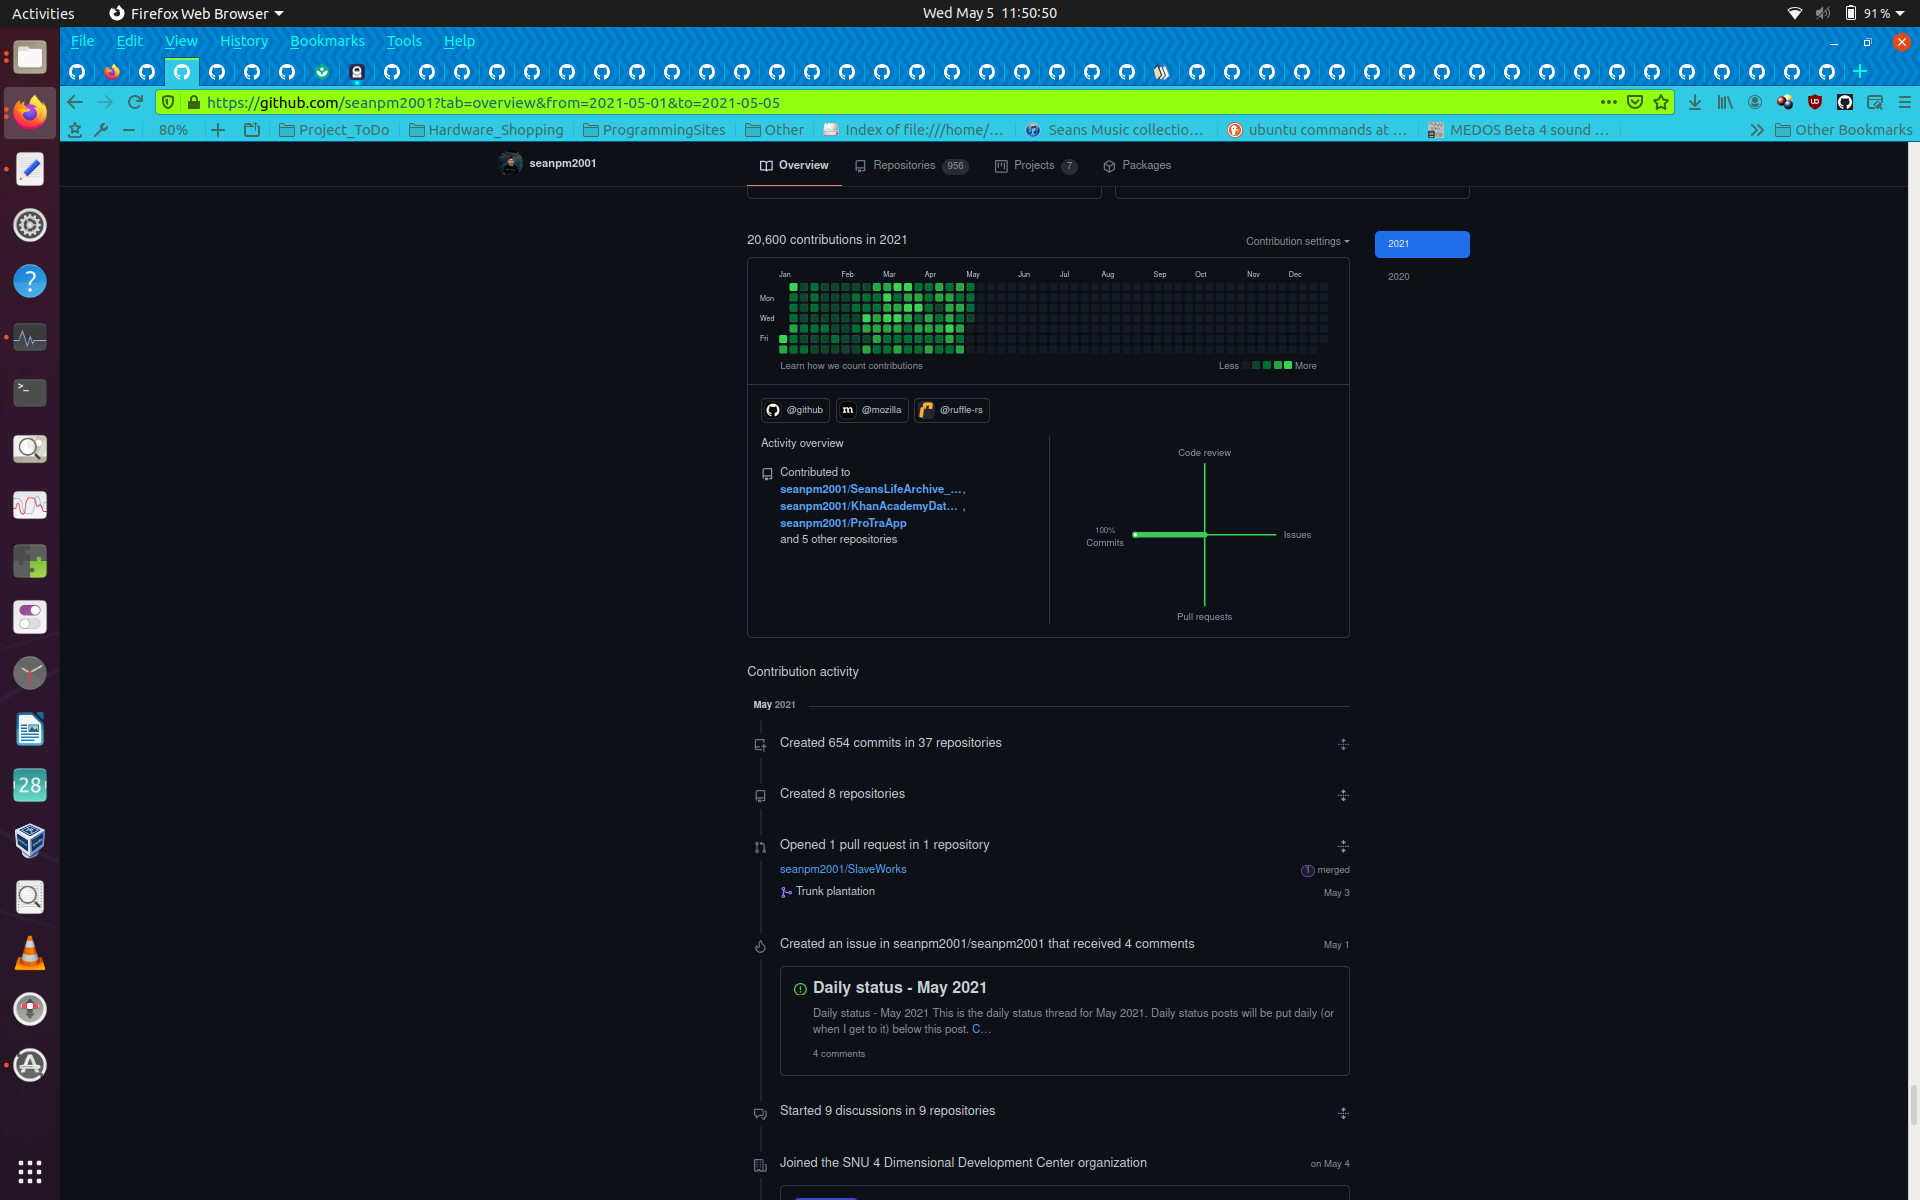 Activities
Firefox Web Browser
Wed May 5 11:50:50
91 %
File Edit View History Bookmarks Tools Help
https://github.com/seanpm2001?tab=overview&from=2021-05-01&to=2021-05-05
80%
Project_ToDo
Hardware_Shopping
ProgrammingSites
Other
Index of file:///home/…
Seans Music collectio…
ubuntu commands at …
MEDOS Beta 4 sound …
Other Bookmarks
seanpm2001
Overview
Repositories 956
Projects 7
Packages
20,600 contributions in 2021
Contribution settings
2021
2020
Jan Feb Mar Apr May Jun Jul Aug Sep Oct Nov Dec
Mon
Wed
Fri
Learn how we count contributions
Less More
@github
@mozilla
@ruffle-rs
Activity overview
Contributed to
seanpm2001/SeansLifeArchive_…,
seanpm2001/KhanAcademyDat… ,
seanpm2001/ProTraApp
and 5 other repositories
Code review
100%
Commits
Issues
Pull requests
Contribution activity
May 2021
Created 654 commits in 37 repositories
Created 8 repositories
Opened 1 pull request in 1 repository
seanpm2001/SlaveWorks
1 merged
Trunk plantation
May 3
Created an issue in seanpm2001/seanpm2001 that received 4 comments
May 1
Daily status - May 2021
Daily status - May 2021 This is the daily status thread for May 2021. Daily status posts will be put daily (or
when I get to it) below this post. C…
4 comments
Started 9 discussions in 9 repositories
Joined the SNU 4 Dimensional Development Center organization
on May 4
28